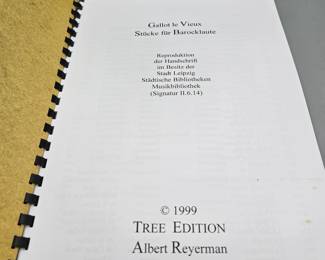 Gallot le Vieux
Stücke für Barocklaute
Reproduktion
der Handschrift
im Besitz der
Stadt Leipzig
Städtische Bibliotheken
Musikbibliothek
(Signatur II.6.14)
© 1999
TREE EDITION
Albert Reyerman